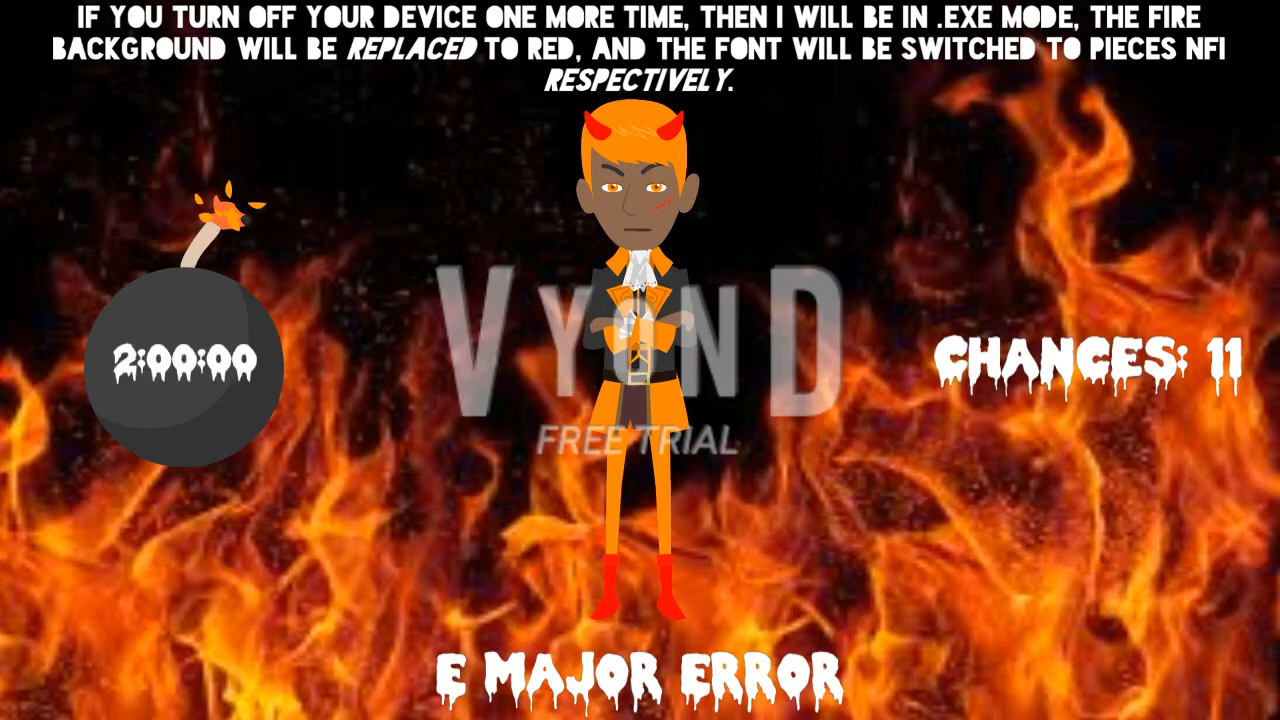 IF YOU TURN OFF YOUR DEVICE ONE MORE TIME, THEN I WILL BE IN .EXE MODE, THE FIRE
BACKGROUND WILL BE REPLACED TO RED, AND THE FONT WILL BE SWITCHED TO PIECES NFI
RESPECTIVELY.
2:00:00
CHANCES: 11
VYOND
FREE TRIAL
E MAJOR ERROR